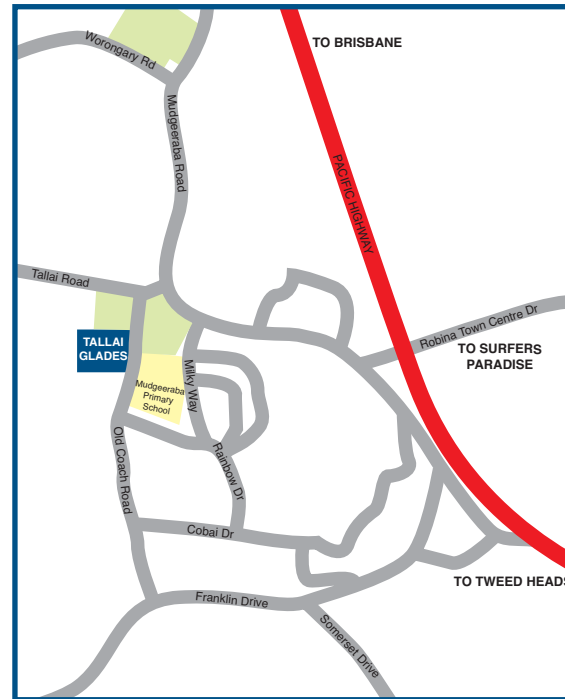 TO BRISBANE
Worongary Rd
Mudgeeraba Road
PACIFIC HIGHWAY
Tallai Road
Robina Town Centre Dr
TALLAI
GLADES
TO SURFERS
PARADISE
Milky Way
Mudgeeraba
Primary
School
Old Coach Road
Rainbow Dr
Cobai Dr
TO TWEED HEADS
Franklin Drive
Somerset Drive